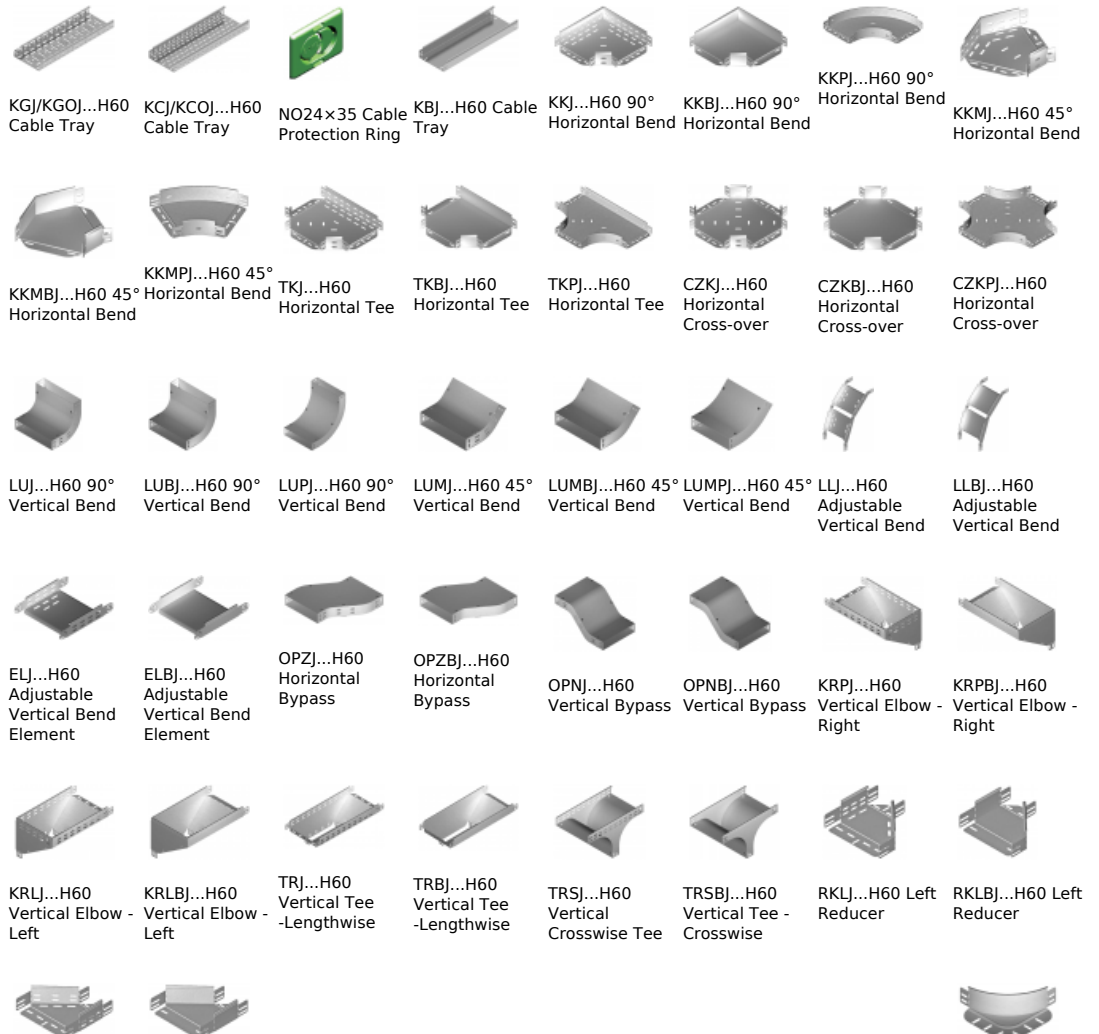 KGJ/KGOJ...H60
Cable Tray
KCJ/KCOJ...H60
Cable Tray
NO24×35 Cable
Protection Ring
KBJ...H60 Cable
Tray
KKJ...H60 90°
Horizontal Bend
KKBJ...H60 90°
Horizontal Bend
KKPJ...H60 90°
Horizontal Bend
KKMJ...H60 45°
Horizontal Bend
KKMBJ...H60 45°
Horizontal Bend
KKMPJ...H60 45°
Horizontal Bend
TKJ...H60
Horizontal Tee
TKBJ...H60
Horizontal Tee
TKPJ...H60
Horizontal Tee
CZKJ...H60
Horizontal
Cross-over
CZKBJ...H60
Horizontal
Cross-over
CZKPJ...H60
Horizontal
Cross-over
LUJ...H60 90°
Vertical Bend
LUBJ...H60 90°
Vertical Bend
LUPJ...H60 90°
Vertical Bend
LUMJ...H60 45°
Vertical Bend
LUMBJ...H60 45°
Vertical Bend
LUMPJ...H60 45°
Vertical Bend
LLJ...H60
Adjustable
Vertical Bend
LLBJ...H60
Adjustable
Vertical Bend
ELJ...H60
Adjustable
Vertical Bend
Element
ELBJ...H60
Adjustable
Vertical Bend
Element
OPZJ...H60
Horizontal
Bypass
OPZBJ...H60
Horizontal
Bypass
OPNJ...H60
Vertical Bypass
OPNBJ...H60
Vertical Bypass
KRPJ...H60
Vertical Elbow -
Right
KRPBJ...H60
Vertical Elbow -
Right
KRLJ...H60
Vertical Elbow -
Left
KRLBJ...H60
Vertical Elbow -
Left
TRJ...H60
Vertical Tee
-Lengthwise
TRBJ...H60
Vertical Tee
-Lengthwise
TRSJ...H60
Vertical
Crosswise Tee
TRSBJ...H60
Vertical Tee -
Crosswise
RKLJ...H60 Left
Reducer
RKLBJ...H60 Left
Reducer